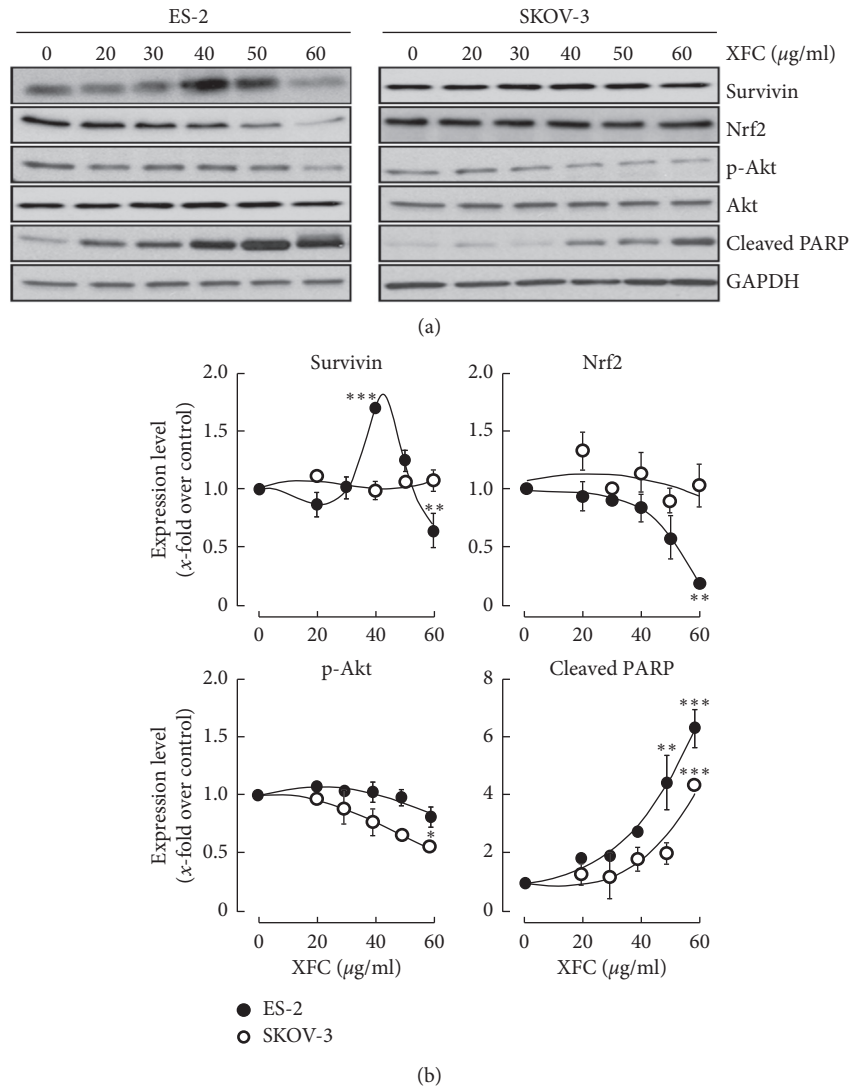 ES-2 SKOV-3
0 20 30 40 50 60 0 20 30 40 50 60 XFC (μg/ml)
Survivin
Nrf2
p-Akt
Akt
Cleaved PARP
GAPDH
(a)
Survivin
Expression level
(x-fold over control)
2.0
1.5
1.0
0.5
0
***
**
0 20 40 60
Nrf2
2.0
1.5
1.0
0.5
0
**
0 20 40 60
p-Akt
Expression level
(x-fold over control)
2.0
1.5
1.0
0.5
0
*
0 20 40 60
XFC (μg/ml)
Cleaved PARP
8
6
4
2
0
***
**
***
0 20 40 60
XFC (μg/ml)
ES-2
SKOV-3
(b)